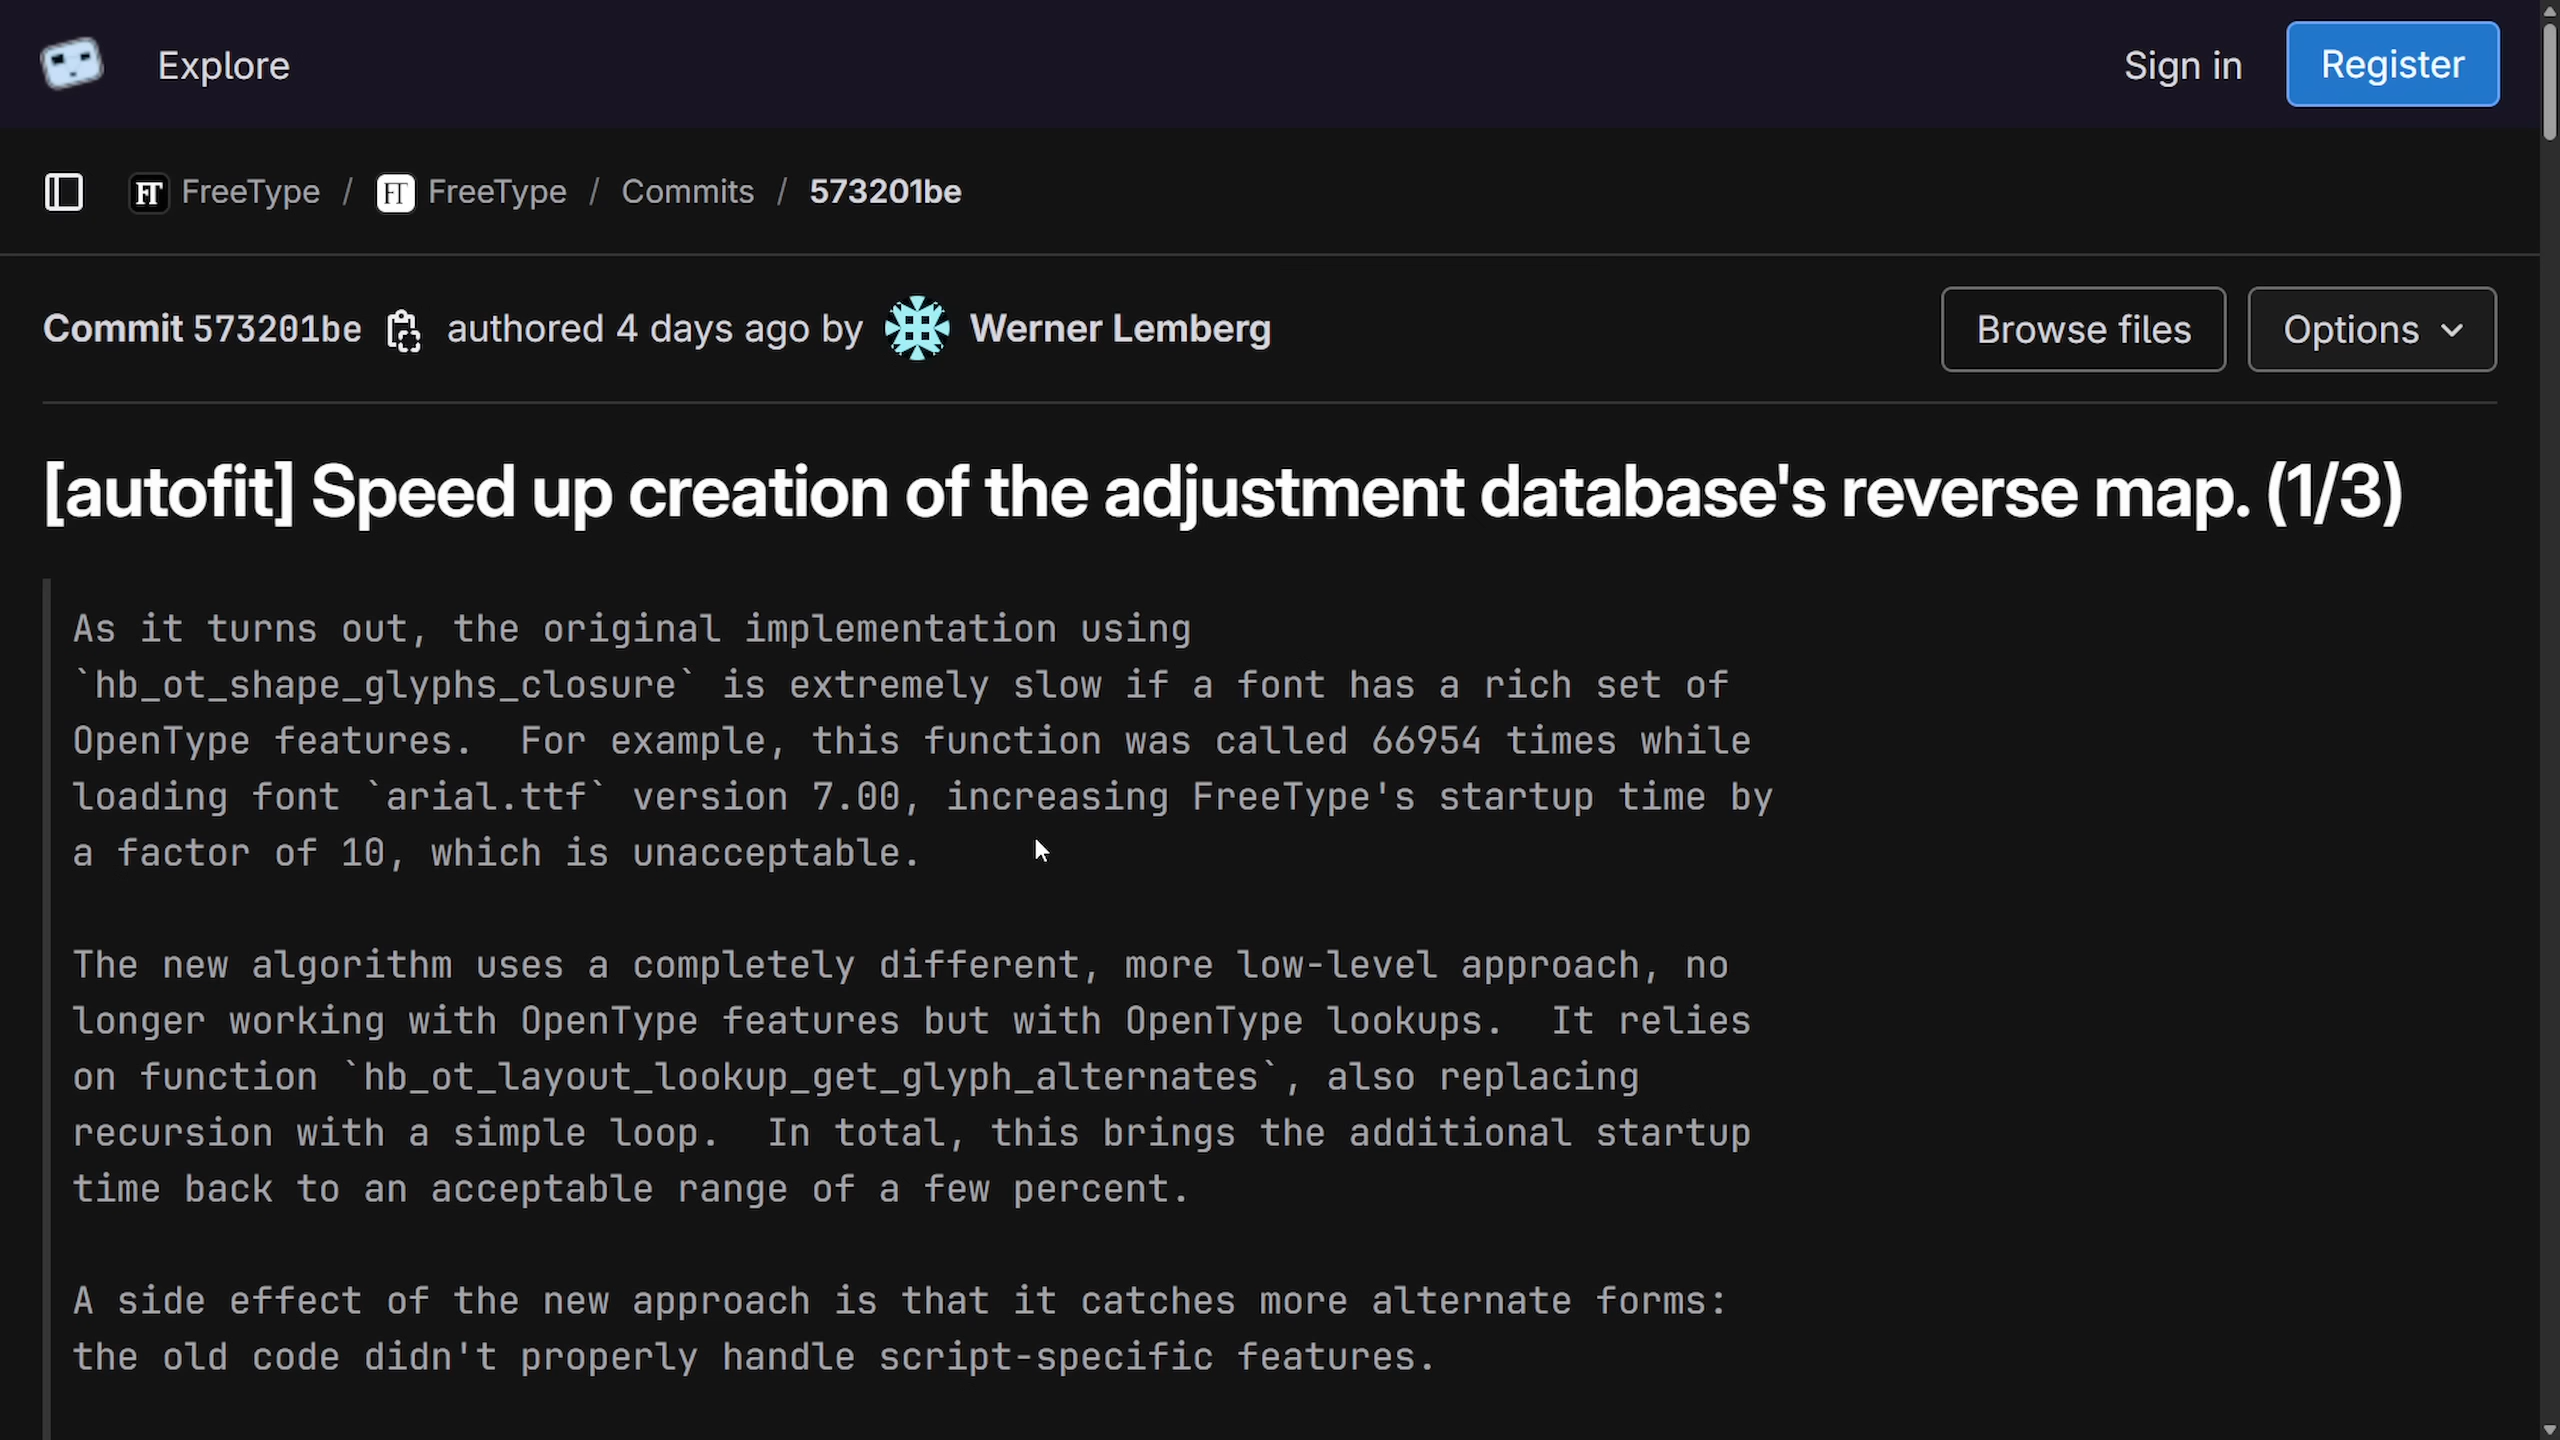 Explore
Sign in
Register
FT FreeType / FT FreeType / Commits / 573201be
Commit 573201be authored 4 days ago by Werner Lemberg
Browse files
Options
[autofit] Speed up creation of the adjustment database's reverse map. (1/3)
As it turns out, the original implementation using
`hb_ot_shape_glyphs_closure` is extremely slow if a font has a rich set of
OpenType features.  For example, this function was called 66954 times while
loading font `arial.ttf` version 7.00, increasing FreeType's startup time by
a factor of 10, which is unacceptable.
The new algorithm uses a completely different, more low-level approach, no
longer working with OpenType features but with OpenType lookups.  It relies
on function `hb_ot_layout_lookup_get_glyph_alternates`, also replacing
recursion with a simple loop.  In total, this brings the additional startup
time back to an acceptable range of a few percent.
A side effect of the new approach is that it catches more alternate forms:
the old code didn't properly handle script-specific features.